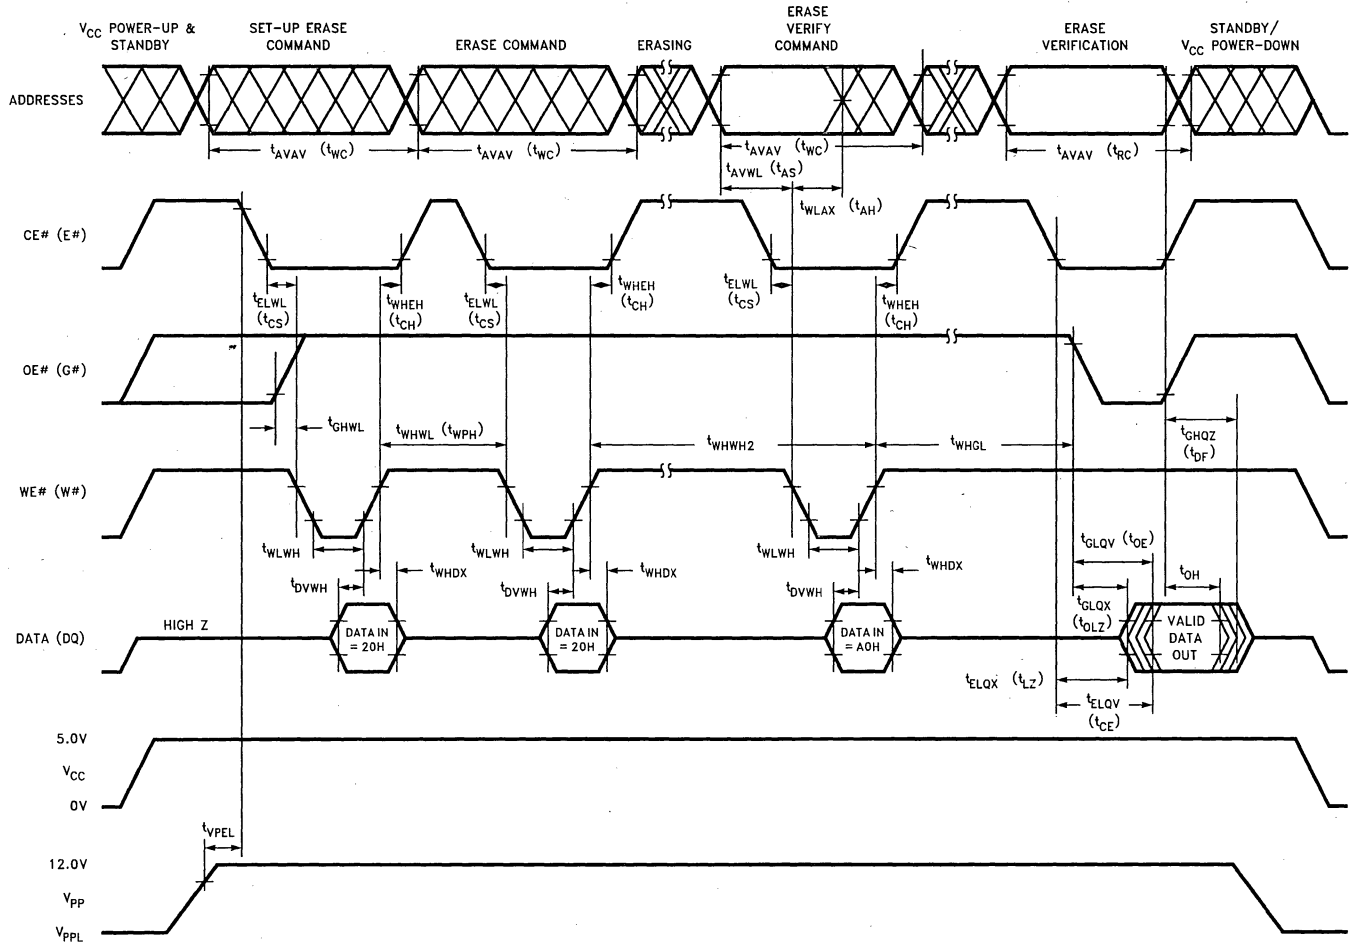 VCC POWER-UP &
STANDBY
SET-UP ERASE
COMMAND
ERASE COMMAND
ERASING
ERASE
VERIFY
COMMAND
ERASE
VERIFICATION
STANDBY/
VCC POWER-DOWN
ADDRESSES
tAVAV (tWC)
tAVAV (tWC)
tAVAV (tWC)
tAVAV (tRC)
tAVWL (tAS)
tWLAX (tAH)
CE# (E#)
tELWL
(tCS)
tWHEH
(tCH)
tELWL
(tCS)
tWHEH
(tCH)
tELWL
(tCS)
tWHEH
(tCH)
OE# (G#)
tGHWL
tWHWL (tWPH)
tWHWH2
tWHGL
tGHQZ
(tDF)
WE# (W#)
tWLWH
tWLWH
tWLWH
tGLQV (tOE)
tDVWH
tWHDX
tDVWH
tWHDX
tDVWH
tWHDX
tOH
tGLQX
(tOLZ)
DATA (DQ)
HIGH Z
DATA IN
= 20H
DATA IN
= 20H
DATA IN
= A0H
VALID
DATA
OUT
tELQX (tLZ)
tELQV
(tCE)
5.0V
VCC
0V
tVPEL
12.0V
VPP
VPPL